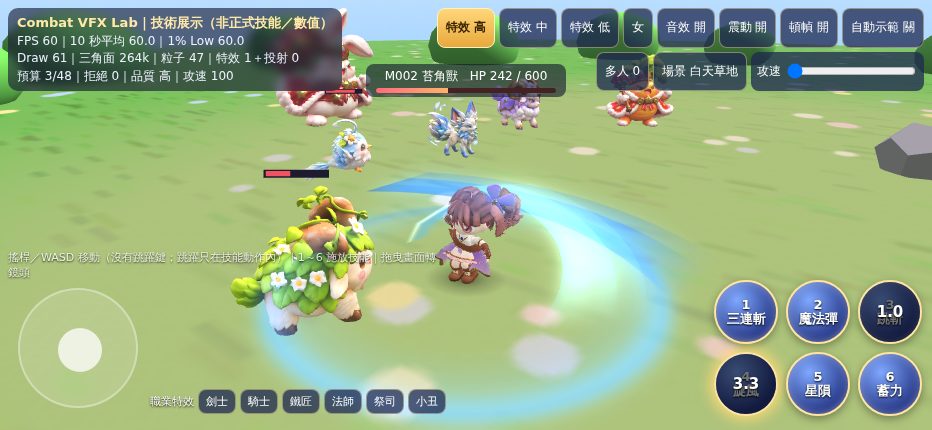 Combat VFX Lab | 技術展示（非正式技能／數值）
FPS 60 | 10 秒平均 60.0 | 1% Low 60.0
Draw 61 | 三角面 264k | 粒子 47 | 特效 1＋投射 0
預算 3/48 | 拒絕 0 | 品質 高 | 攻速 100
特效 高
特效 中
特效 低
女
音效 開
震動 開
頓幀 開
自動示範 關
多人 0
場景 白天草地
攻速
M002 苔角獸 HP 242 / 600
搖桿／WASD 移動（沒有跳躍鍵；跳躍只在技能動作內） | 1～6 施放技能 | 拖曳畫面轉
鏡頭
1
三連斬
2
魔法彈
3
1.0
跳斬
4
3.3
旋風
5
星隕
6
蓄力
職業特效
劍士
騎士
鐵匠
法師
祭司
小丑